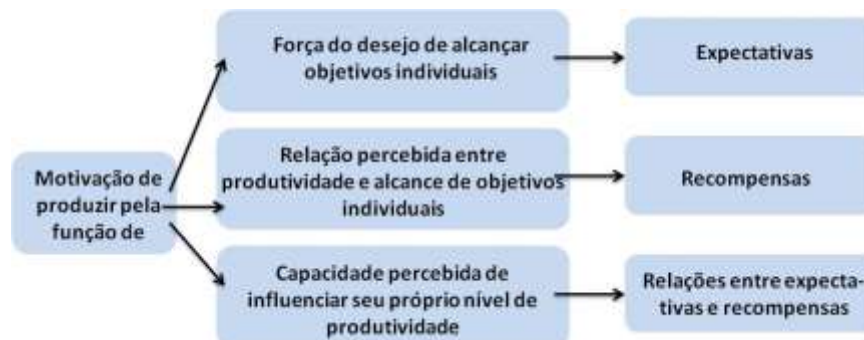 Motivação de
produzir pela
função de
Força do desejo de alcançar
objetivos individuais
Expectativas
Relação percebida entre
produtividade e alcance de objetivos
individuais
Recompensas
Capacidade percebida de
influenciar seu próprio nível de
produtividade
Relações entre expecta-
tivas e recompensas